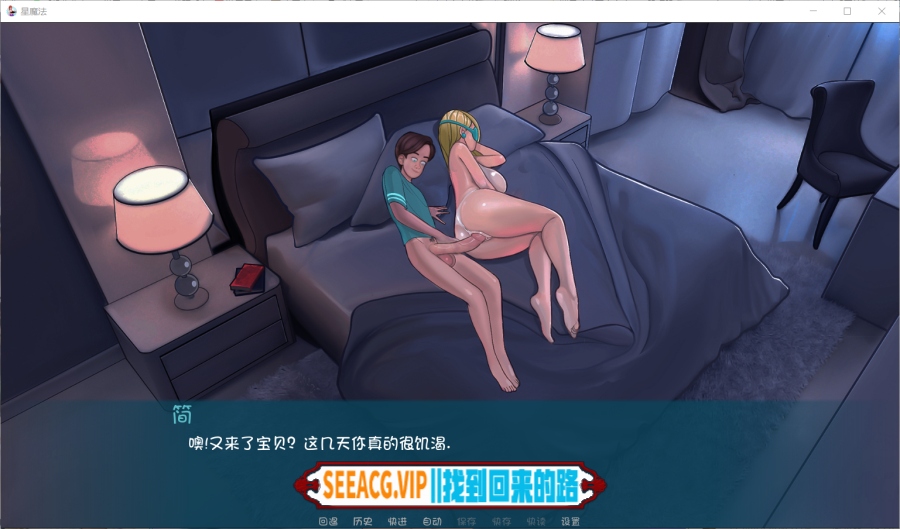 星魔法
简
噢!又来了宝贝? 这几天你真的很饥渴.
SEEACG.VIP ||找到回来的路
回退 历史 快进 自动 保存 快存 快读 设置